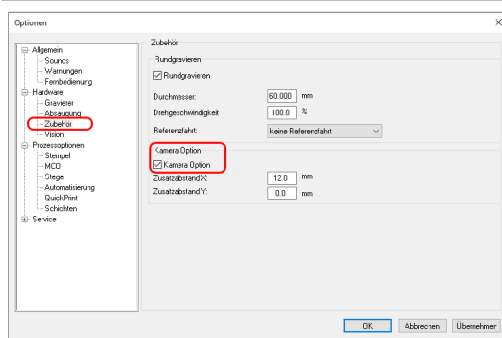 Optionen
Allgemein
Sounds
Warnungen
Fernbedienung
Hardware
Gravierer
Absaugung
Zubehör
Vision
Prozessoptionen
Stempel
MCO
Stege
Automatisierung
QuickPrint
Schichten
Service
Zubehör
Rundgravieren
Rundgravieren
Durchmesser: 60.000 mm
Drehgeschwindigkeit 100.0 %
Referenzfahrt: keine Referenzfahrt
Kamera Option
Kamera Option
Zusatzabstand X: 12.0 mm
Zusatzabstand Y: 0.0 mm
OK Abbrechen Übernehmen